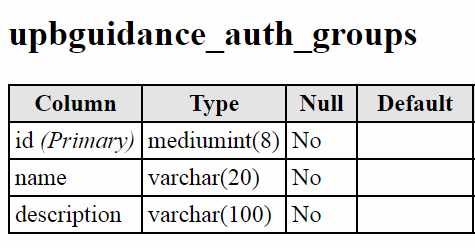 upbguidance_auth_groups
Column Type Null Default
id (Primary) mediumint(8) No
name varchar(20) No
description varchar(100) No